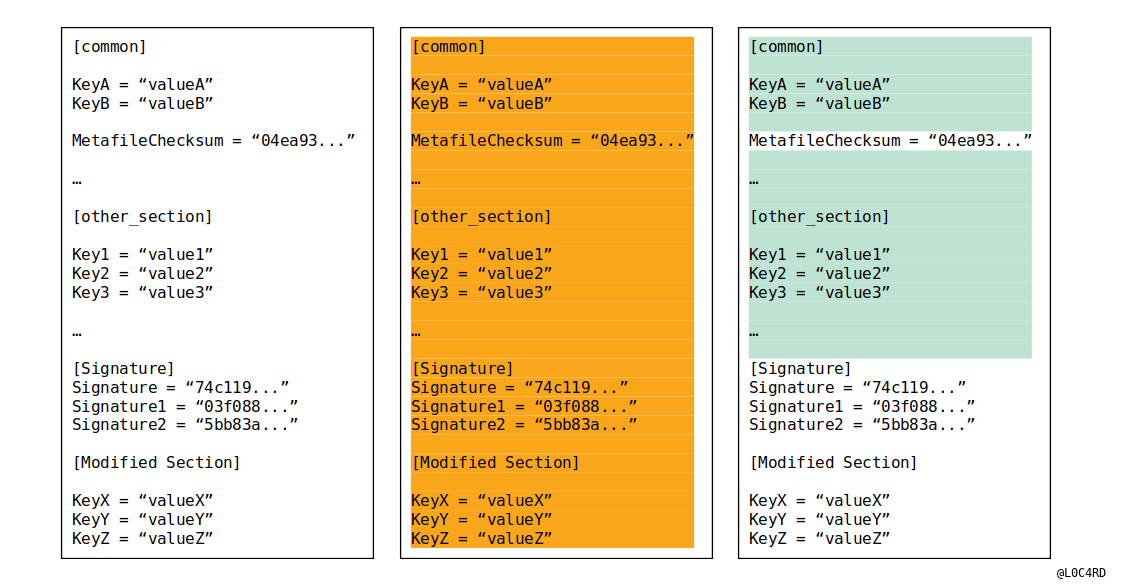 [common]
KeyA = “valueA”
KeyB = “valueB”
MetafileChecksum = “04ea93...”
…
[other_section]
Key1 = “value1”
Key2 = “value2”
Key3 = “value3”
…
[Signature]
Signature = “74c119...”
Signature1 = “03f088...”
Signature2 = “5bb83a...”
[Modified Section]
KeyX = “valueX”
KeyY = “valueY”
KeyZ = “valueZ”
[common]
KeyA = “valueA”
KeyB = “valueB”
MetafileChecksum = “04ea93...”
…
[other_section]
Key1 = “value1”
Key2 = “value2”
Key3 = “value3”
…
[Signature]
Signature = “74c119...”
Signature1 = “03f088...”
Signature2 = “5bb83a...”
[Modified Section]
KeyX = “valueX”
KeyY = “valueY”
KeyZ = “valueZ”
[common]
KeyA = “valueA”
KeyB = “valueB”
MetafileChecksum = “04ea93...”
…
[other_section]
Key1 = “value1”
Key2 = “value2”
Key3 = “value3”
…
[Signature]
Signature = “74c119...”
Signature1 = “03f088...”
Signature2 = “5bb83a...”
[Modified Section]
KeyX = “valueX”
KeyY = “valueY”
KeyZ = “valueZ”
@L0C4RD